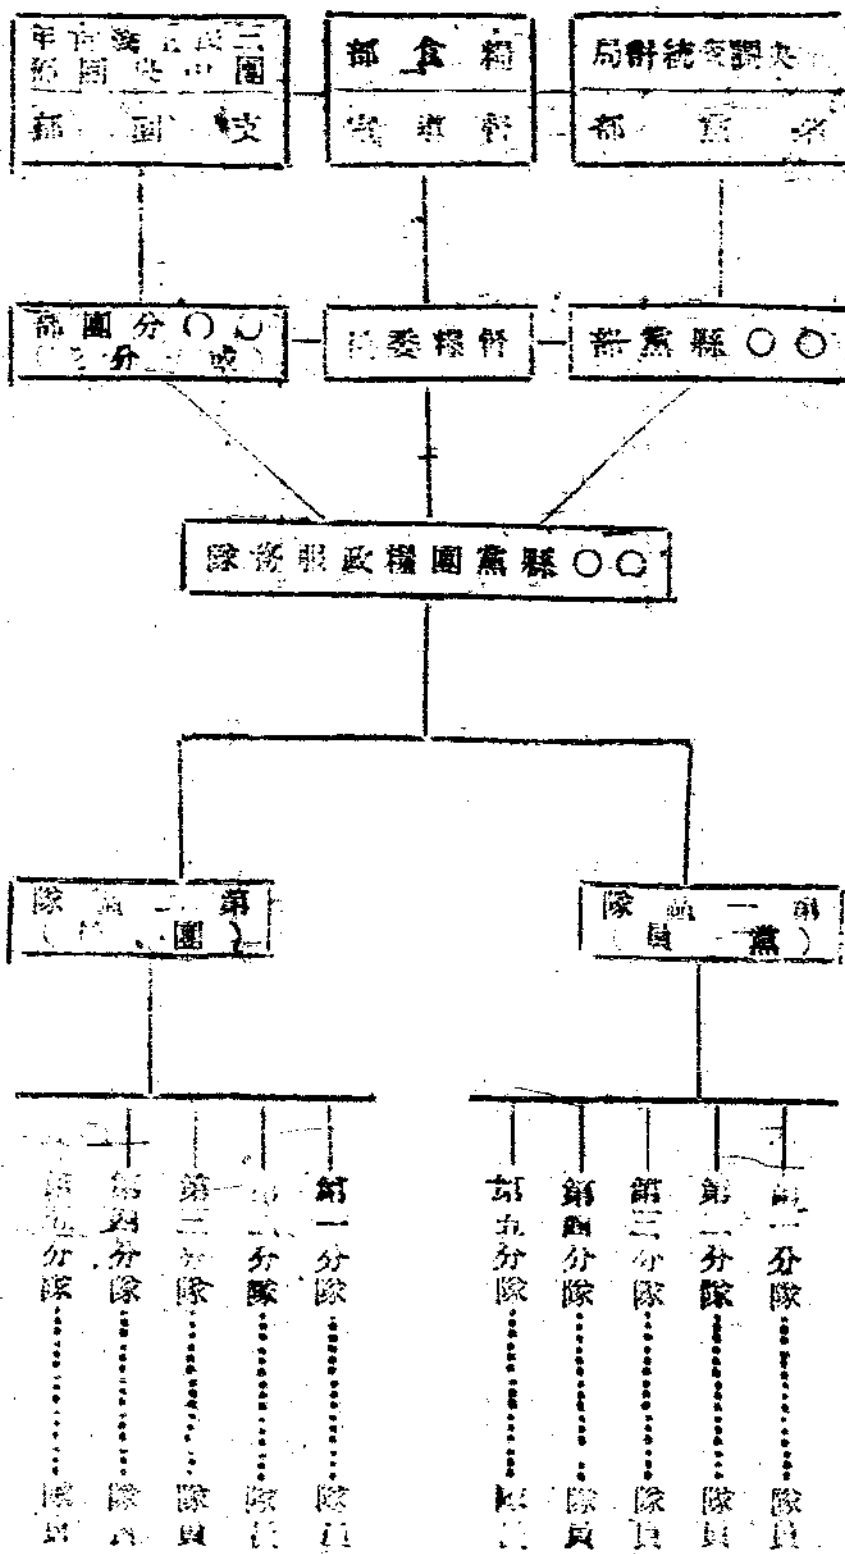 央調查統計局
省黨部
糧食部
督導室
三民主義青年
團中央團部
支團部
○○縣黨部
督糧委員
○○分團部
○○縣黨團糧政服務隊
第一區隊
（黨員）
第二區隊
（團員）
第一分隊………隊員
第二分隊………隊員
第三分隊………隊員
第四分隊………隊員
第五分隊………隊員
第一分隊………隊員
第二分隊………隊員
第三分隊………隊員
第四分隊………隊員
第五分隊………隊員